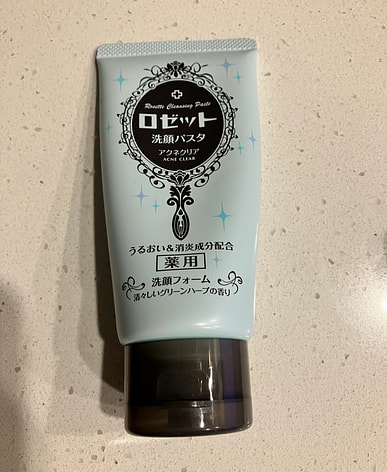 Rosette Cleansing Paste
ロゼット
洗顔パスタ
アクネクリア
ACNE CLEAR
うるおい&消炎成分配合
薬用
洗顔フォーム
清々しいグリーンハーブの香り